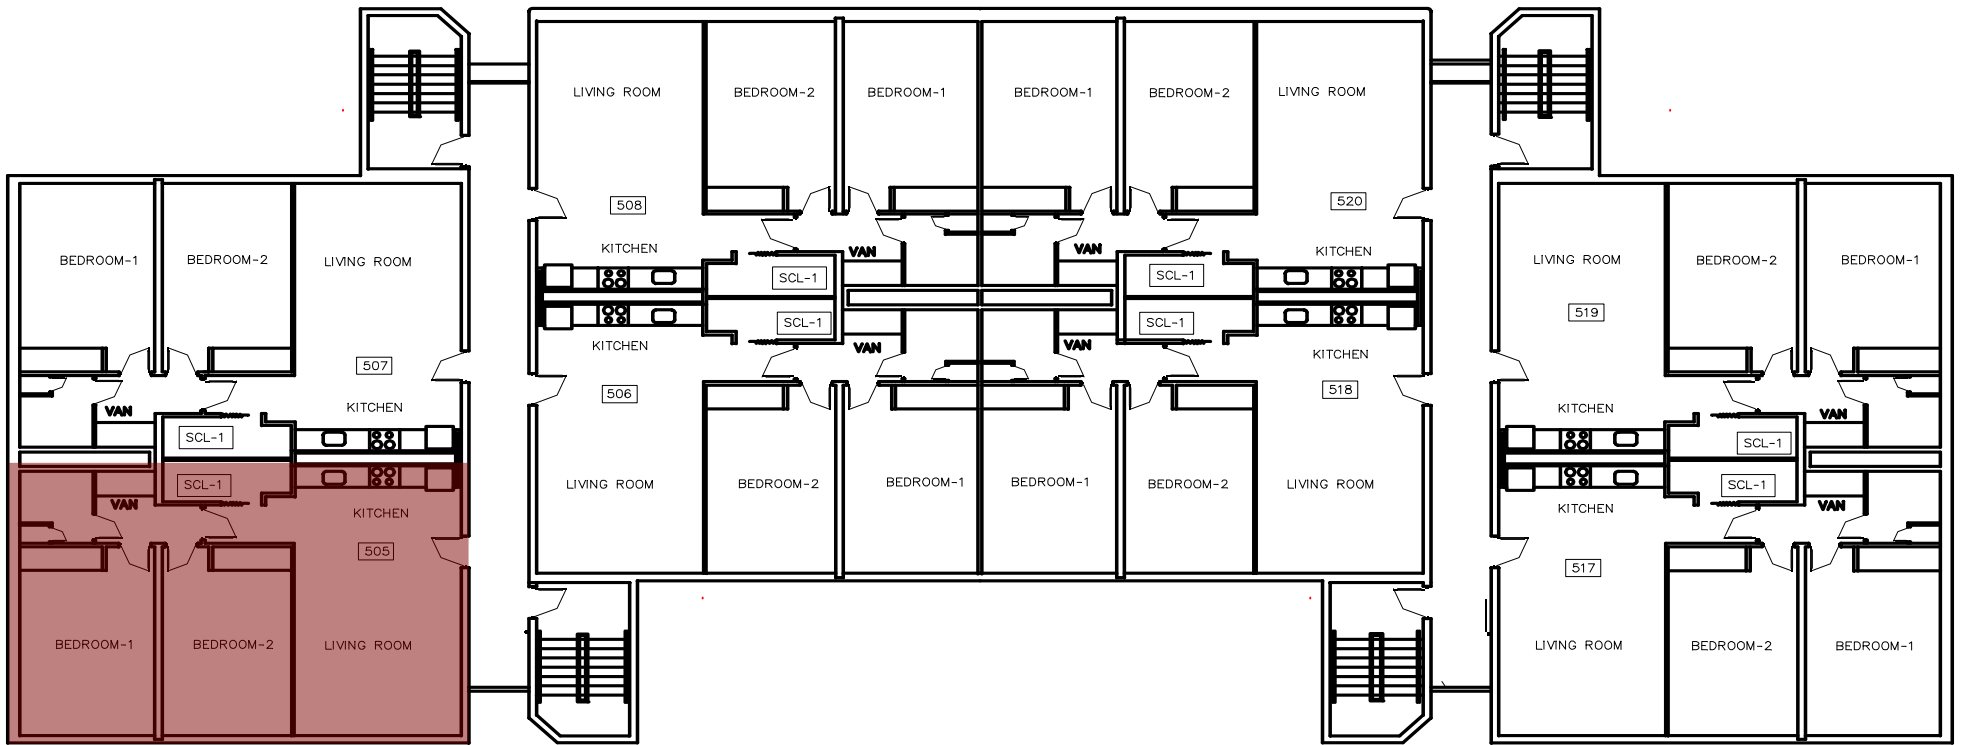 LIVING ROOM
BEDROOM-2
BEDROOM-1
BEDROOM-1
BEDROOM-2
LIVING ROOM
508
520
KITCHEN
VAN
VAN
KITCHEN
SCL-1
SCL-1
SCL-1
SCL-1
KITCHEN
VAN
VAN
KITCHEN
506
518
LIVING ROOM
BEDROOM-2
BEDROOM-1
BEDROOM-1
BEDROOM-2
LIVING ROOM
BEDROOM-1
BEDROOM-2
LIVING ROOM
507
KITCHEN
VAN
SCL-1
SCL-1
VAN
KITCHEN
505
BEDROOM-1
BEDROOM-2
LIVING ROOM
LIVING ROOM
BEDROOM-2
BEDROOM-1
519
KITCHEN
VAN
SCL-1
SCL-1
VAN
KITCHEN
517
LIVING ROOM
BEDROOM-2
BEDROOM-1